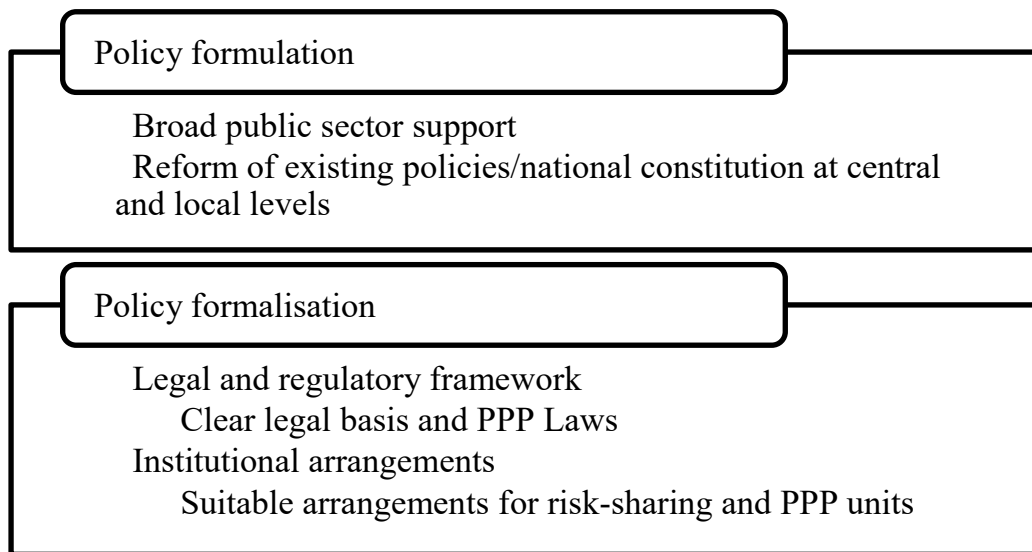 Policy formulation
Broad public sector support
Reform of existing policies/national constitution at central
and local levels
Policy formalisation
Legal and regulatory framework
Clear legal basis and PPP Laws
Institutional arrangements
Suitable arrangements for risk-sharing and PPP units